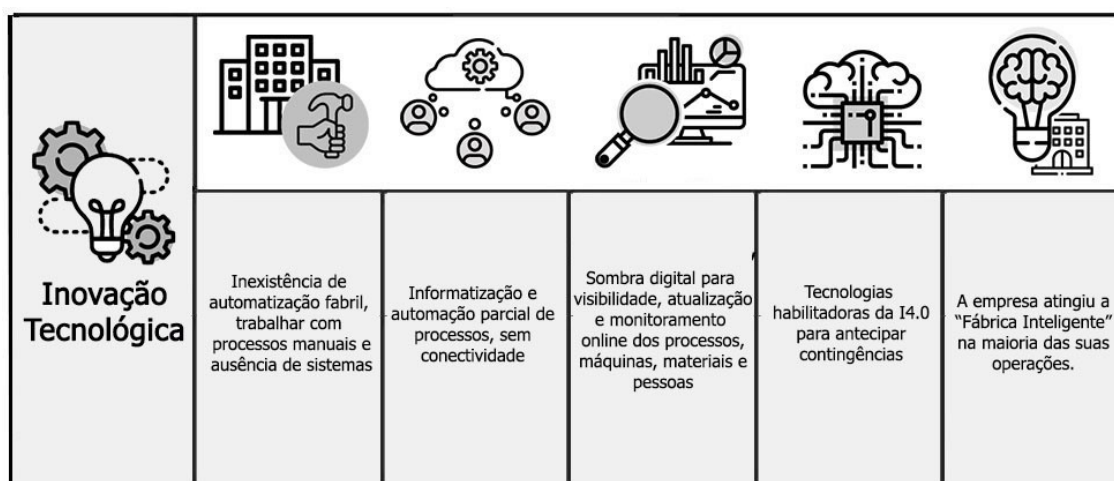 Inovação
Tecnológica
Inexistência de
automatização fabril,
trabalhar com
processos manuais e
ausência de sistemas
Informatização e
automação parcial de
processos, sem
conectividade
Sombra digital para
visibilidade, atualização
e monitoramento
online dos processos,
máquinas, materiais e
pessoas
Tecnologias
habilitadoras da I4.0
para antecipar
contingências
A empresa atingiu a
“Fábrica Inteligente”
na maioria das suas
operações.